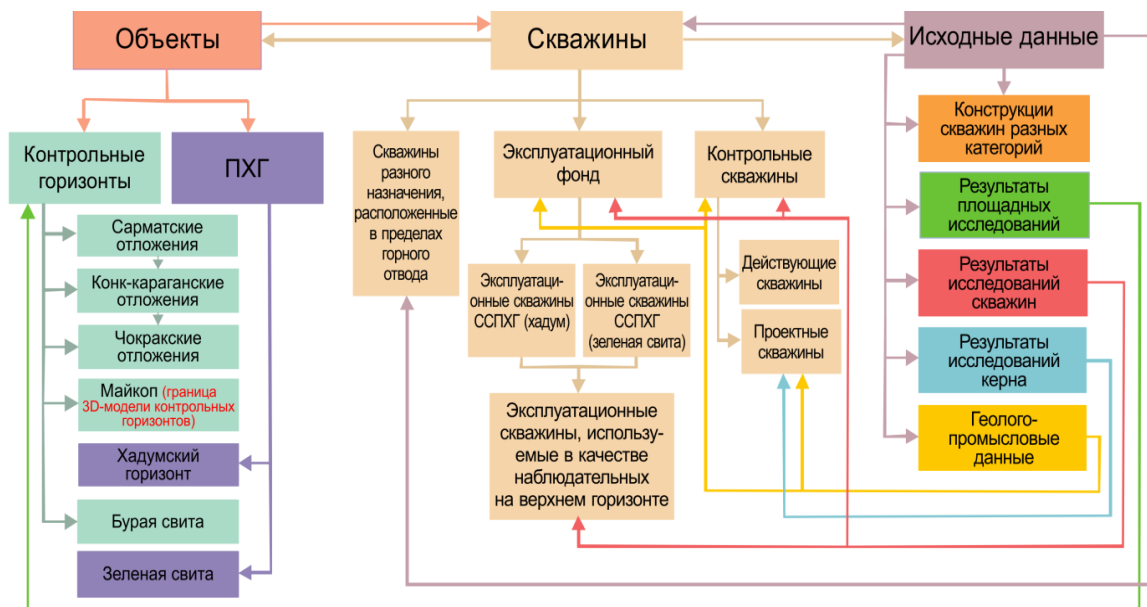 Объекты
Скважины
Исходные данные
Контрольные
горизонты
ПХГ
Сарматские
отложения
Конк-караганские
отложения
Чокракские
отложения
Майкоп (граница
3D-модели контрольных
горизонтов)
Хадумский
горизонт
Бурая свита
Зеленая свита
Скважины
разного
назначения,
расположенные
в пределах
горного
отвода
Эксплуатационный
фонд
Контрольные
скважины
Эксплуатаци-
онные скважины
ССПХГ (хадум)
Эксплуатаци-
онные скважины
ССПХГ
(зеленая свита)
Действующие
скважины
Проектные
скважины
Эксплуатационные
скважины, использу-
емые в качестве
наблюдательных
на верхнем горизонте
Конструкции
скважин разных
категорий
Результаты
площадных
исследований
Результаты
исследований
скважин
Результаты
исследований
керна
Геолого-
промысловые
данные